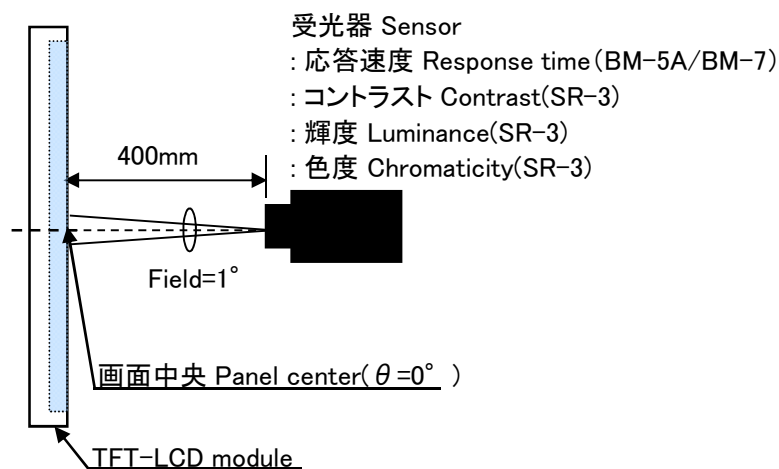 受光器 Sensor
: 応答速度 Response time(BM-5A/BM-7)
: コントラスト Contrast(SR-3)
: 輝度 Luminance(SR-3)
: 色度 Chromaticity(SR-3)
400mm
Field=1°
画面中央 Panel center(θ=0° )
TFT-LCD module